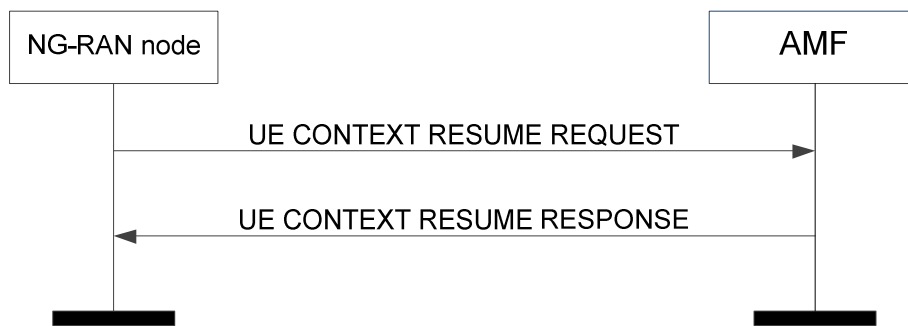 NG-RAN node
AMF
UE CONTEXT RESUME REQUEST
UE CONTEXT RESUME RESPONSE